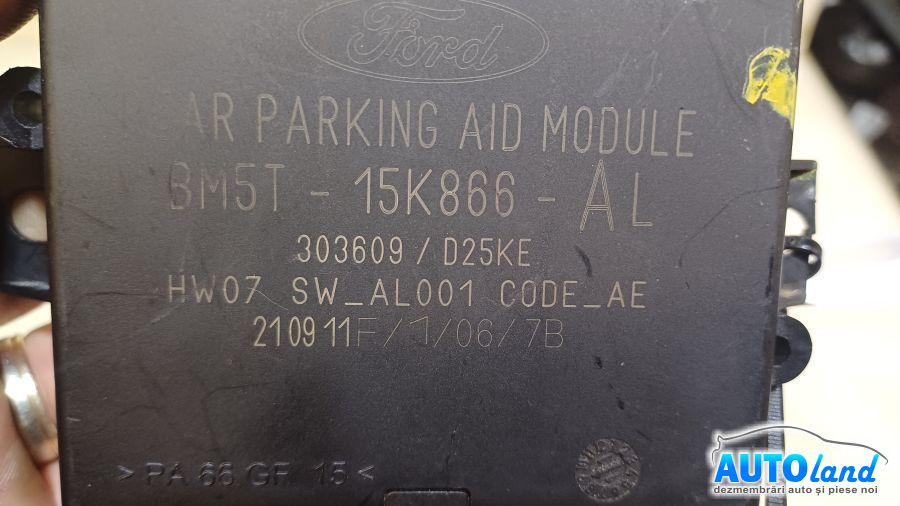 Ford
AR PARKING AID MODULE
BM5T - 15K866 - AL
303609 / D25KE
HW07 SW_AL001 CODE_AE
210911F/1/06/7B
> PA 66 GF 15 <
AUTOland
dezmembrări auto și piese noi